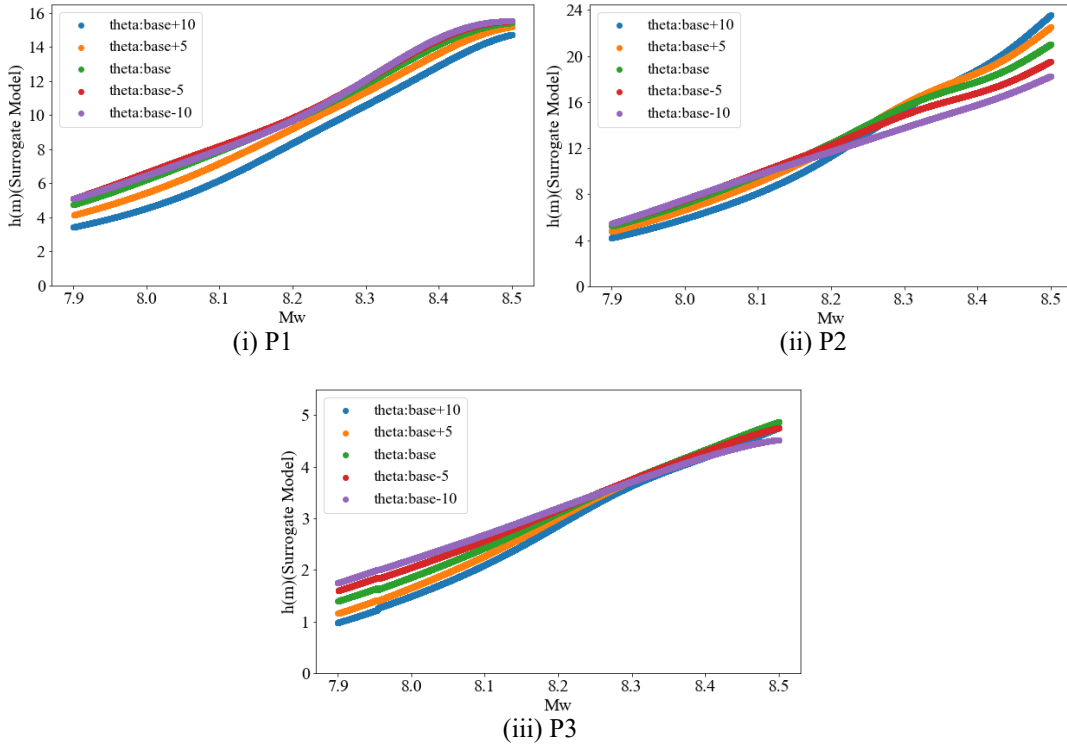 theta:base+10
theta:base+5
theta:base
theta:base-5
theta:base-10
h(m)(Surrogate Model)
16
14
12
10
8
6
4
2
0
7.9 8.0 8.1 8.2 8.3 8.4 8.5
Mw
(i) P1
theta:base+10
theta:base+5
theta:base
theta:base-5
theta:base-10
h(m)(Surrogate Model)
24
20
16
12
8
4
0
7.9 8.0 8.1 8.2 8.3 8.4 8.5
Mw
(ii) P2
theta:base+10
theta:base+5
theta:base
theta:base-5
theta:base-10
h(m)(Surrogate Model)
5
4
3
2
1
0
7.9 8.0 8.1 8.2 8.3 8.4 8.5
Mw
(iii) P3